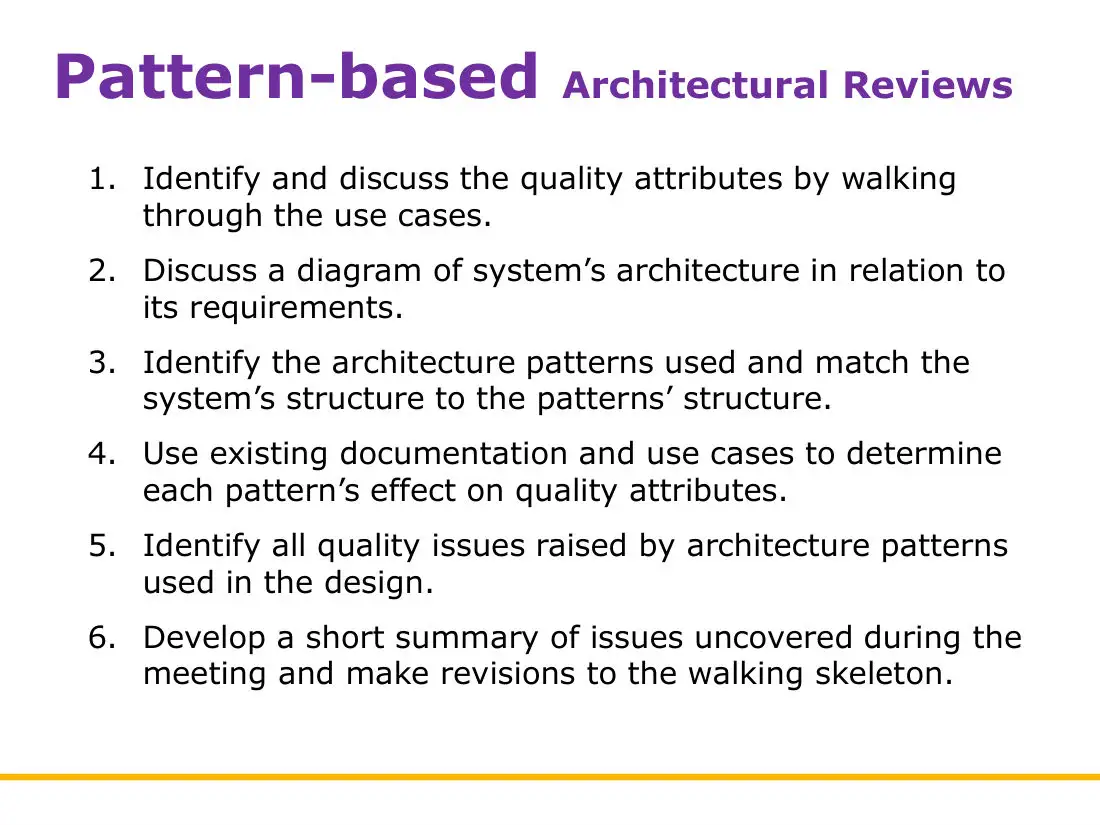 Pattern-based Architectural Reviews
1. Identify and discuss the quality attributes by walking
through the use cases.
2. Discuss a diagram of system’s architecture in relation to
its requirements.
3. Identify the architecture patterns used and match the
system’s structure to the patterns’ structure.
4. Use existing documentation and use cases to determine
each pattern’s effect on quality attributes.
5. Identify all quality issues raised by architecture patterns
used in the design.
6. Develop a short summary of issues uncovered during the
meeting and make revisions to the walking skeleton.